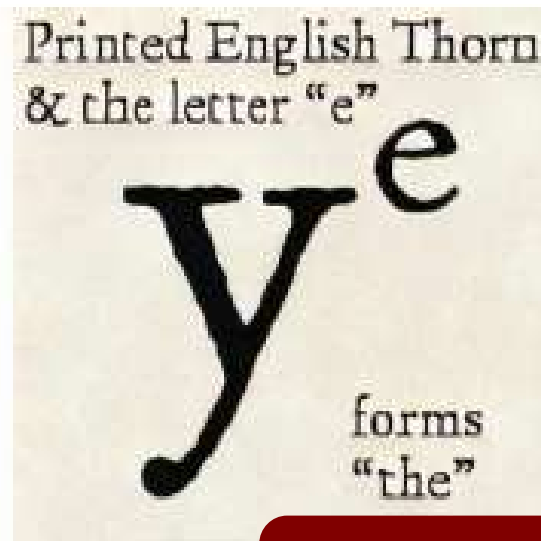 Printed English Thorn
& the letter “e”
yᵉ
forms
“the”